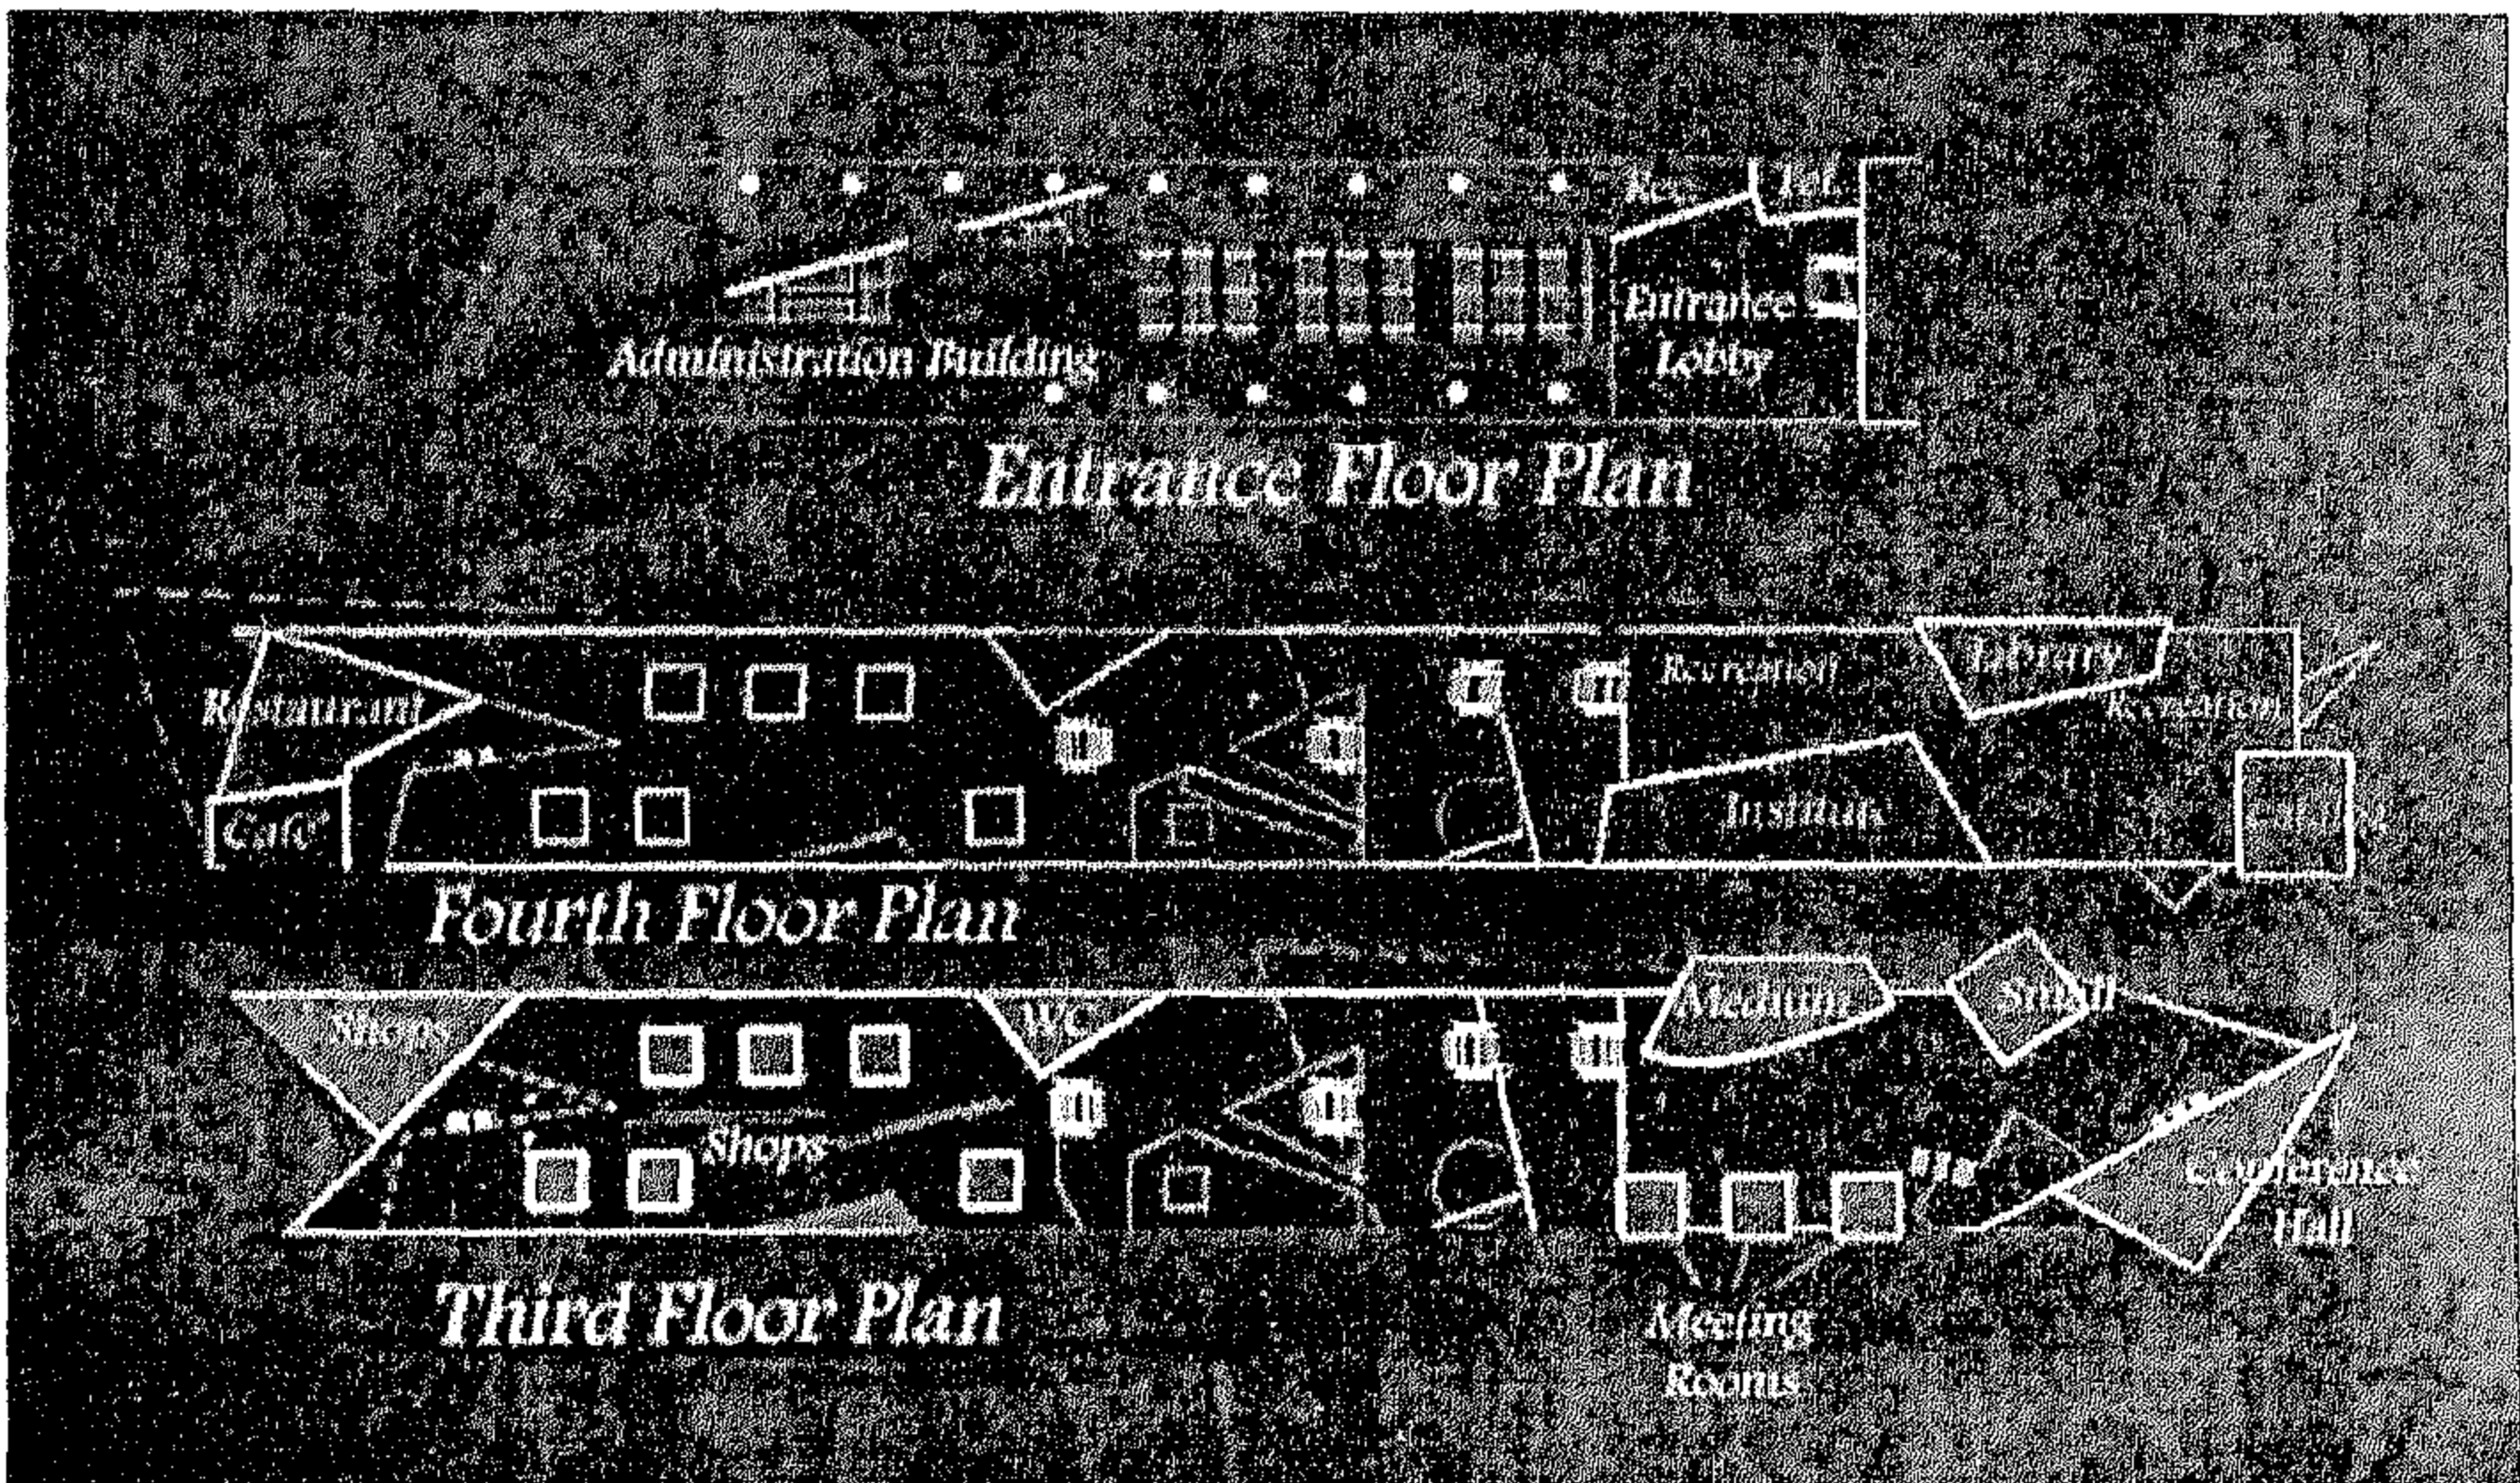 Entrance
Lobby
Administration Building
Entrance Floor Plan
Recreation
Library
Restaurant
Recreation
Institute
Cafe'
Fourth Floor Plan
Medium
Small
Shops
WC
Shops
Conference
Hall
Third Floor Plan
Meeting
Rooms